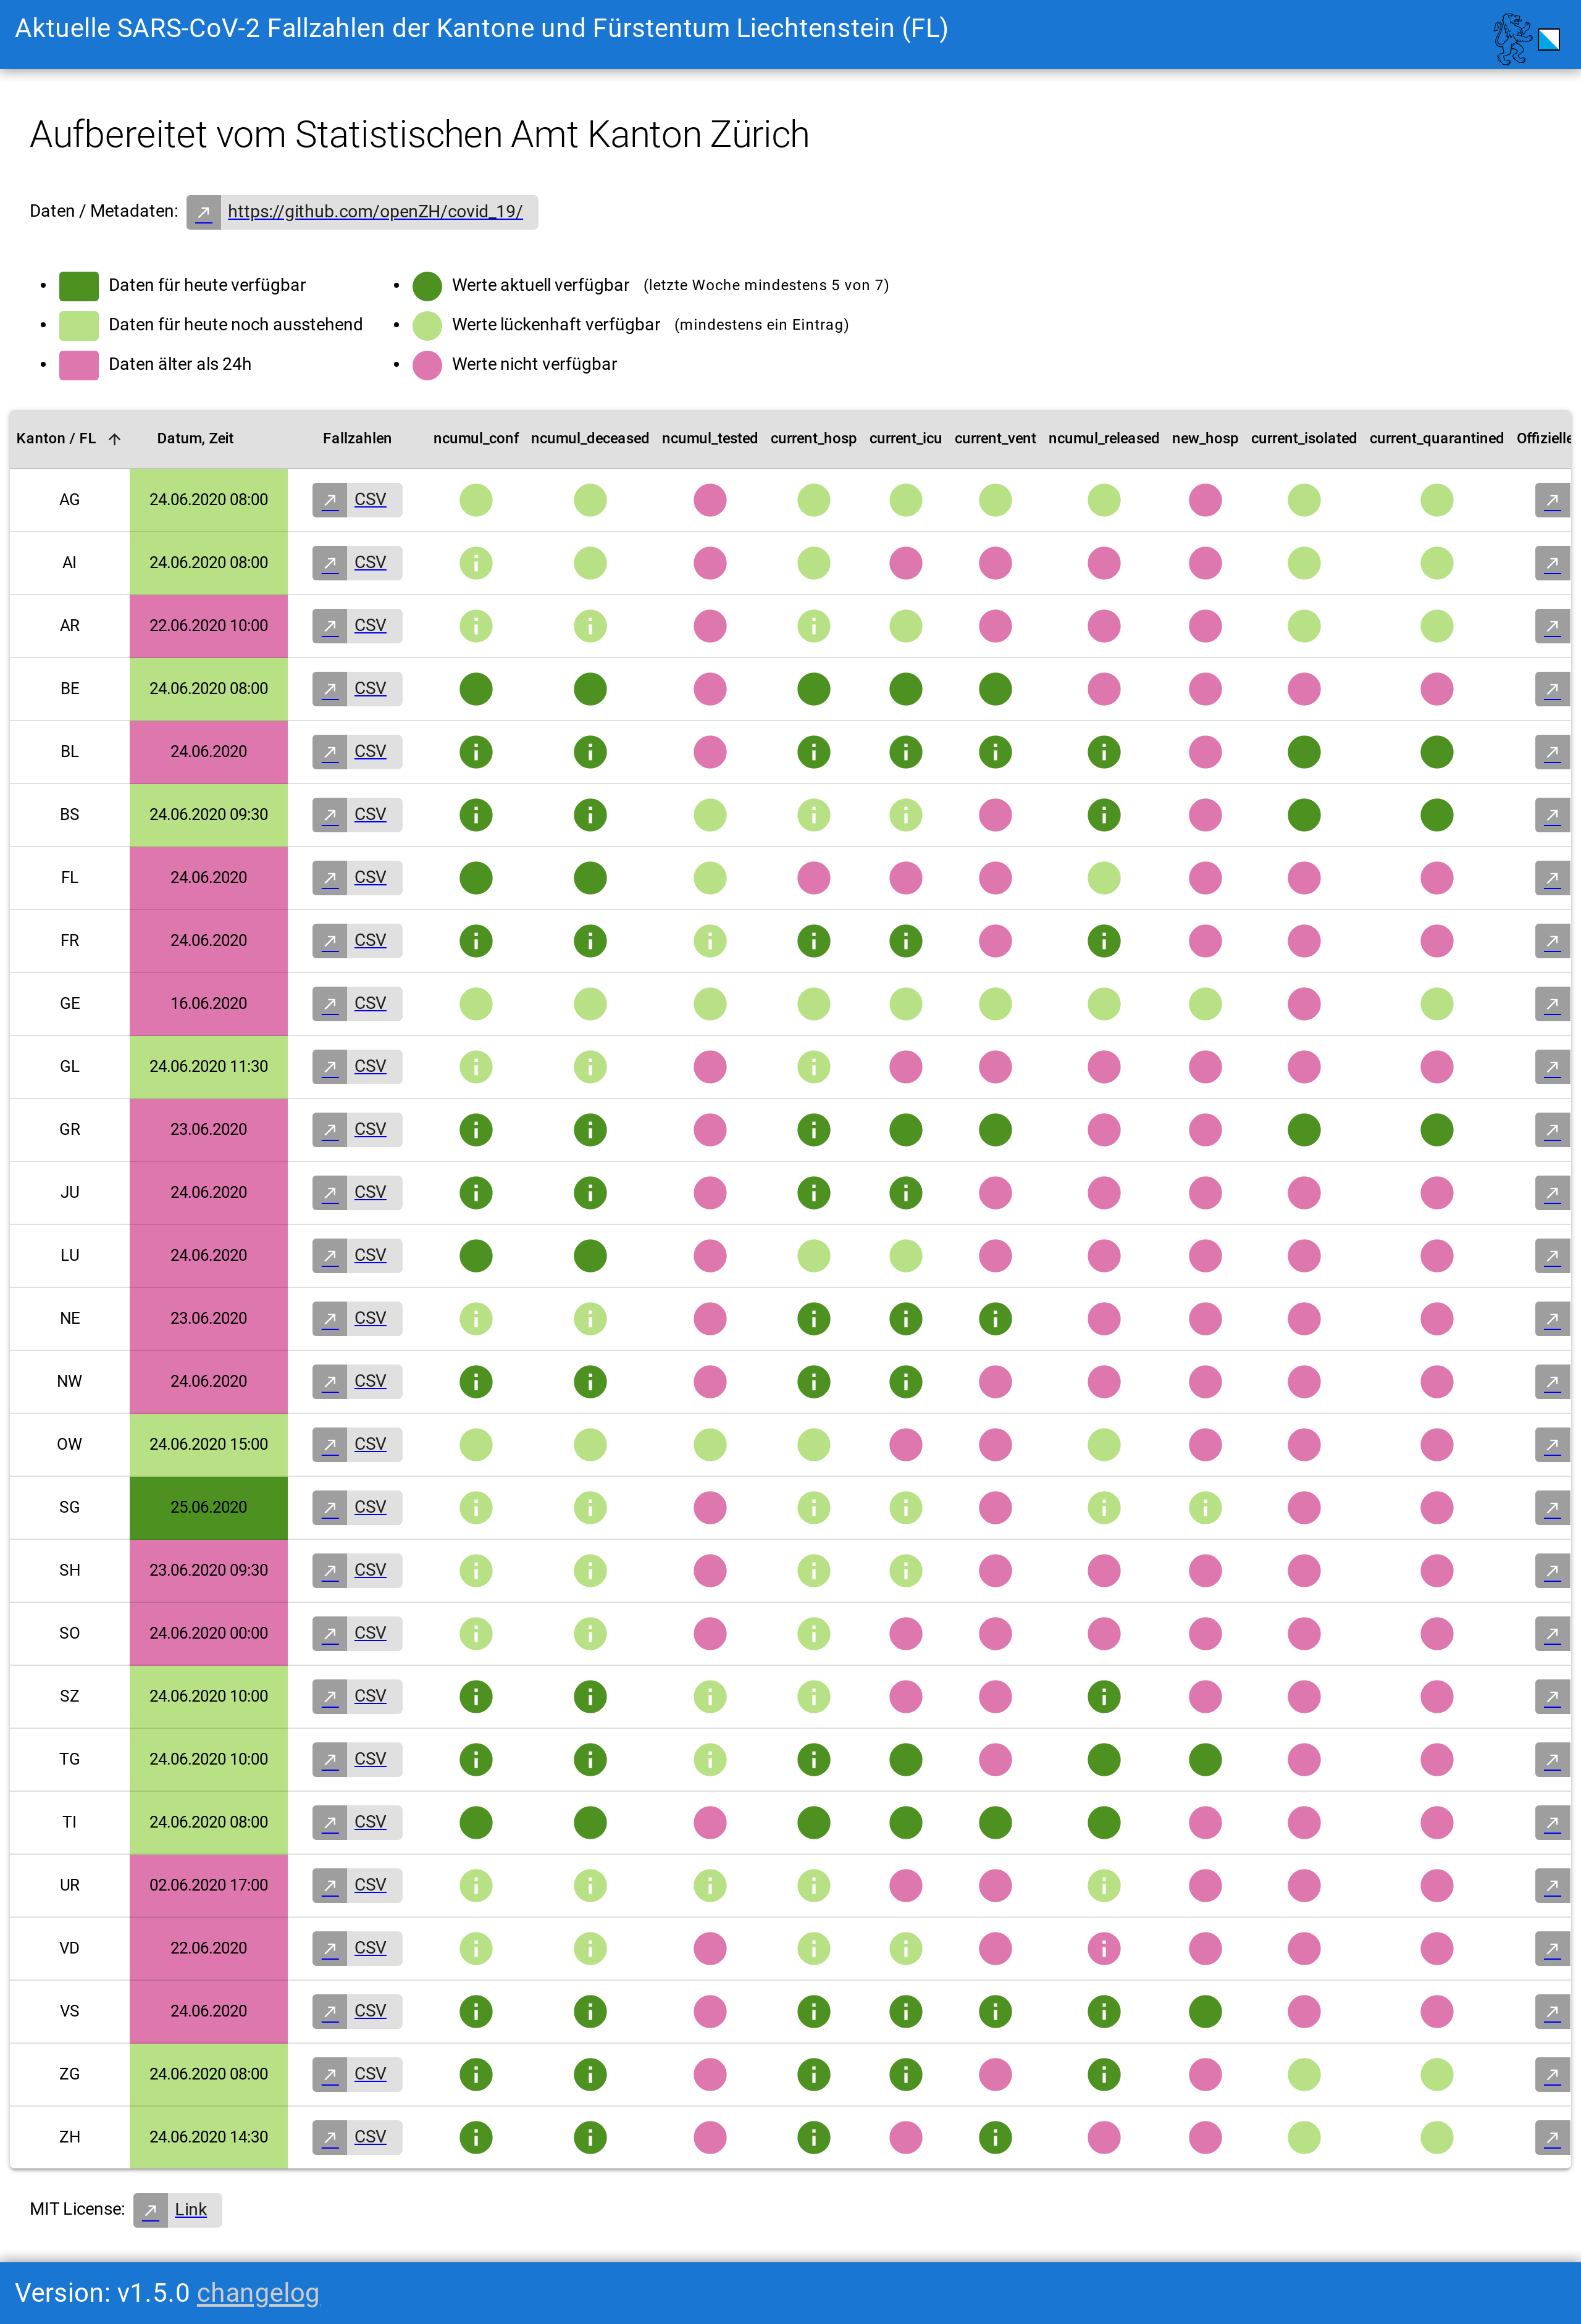 Aktuelle SARS-CoV-2 Fallzahlen der Kantone und Fürstentum Liechtenstein (FL)
Aufbereitet vom Statistischen Amt Kanton Zürich
Daten / Metadaten: https://github.com/openZH/covid_19/
Daten für heute verfügbar
Daten für heute noch ausstehend
Daten älter als 24h
Werte aktuell verfügbar (letzte Woche mindestens 5 von 7)
Werte lückenhaft verfügbar (mindestens ein Eintrag)
Werte nicht verfügbar
Kanton / FL Datum, Zeit Fallzahlen ncumul_conf ncumul_deceased ncumul_tested current_hosp current_icu current_vent ncumul_released new_hosp current_isolated current_quarantined Offizielle
AG 24.06.2020 08:00 CSV
AI 24.06.2020 08:00 CSV
AR 22.06.2020 10:00 CSV
BE 24.06.2020 08:00 CSV
BL 24.06.2020 CSV
BS 24.06.2020 09:30 CSV
FL 24.06.2020 CSV
FR 24.06.2020 CSV
GE 16.06.2020 CSV
GL 24.06.2020 11:30 CSV
GR 23.06.2020 CSV
JU 24.06.2020 CSV
LU 24.06.2020 CSV
NE 23.06.2020 CSV
NW 24.06.2020 CSV
OW 24.06.2020 15:00 CSV
SG 25.06.2020 CSV
SH 23.06.2020 09:30 CSV
SO 24.06.2020 00:00 CSV
SZ 24.06.2020 10:00 CSV
TG 24.06.2020 10:00 CSV
TI 24.06.2020 08:00 CSV
UR 02.06.2020 17:00 CSV
VD 22.06.2020 CSV
VS 24.06.2020 CSV
ZG 24.06.2020 08:00 CSV
ZH 24.06.2020 14:30 CSV
MIT License: Link
Version: v1.5.0 changelog